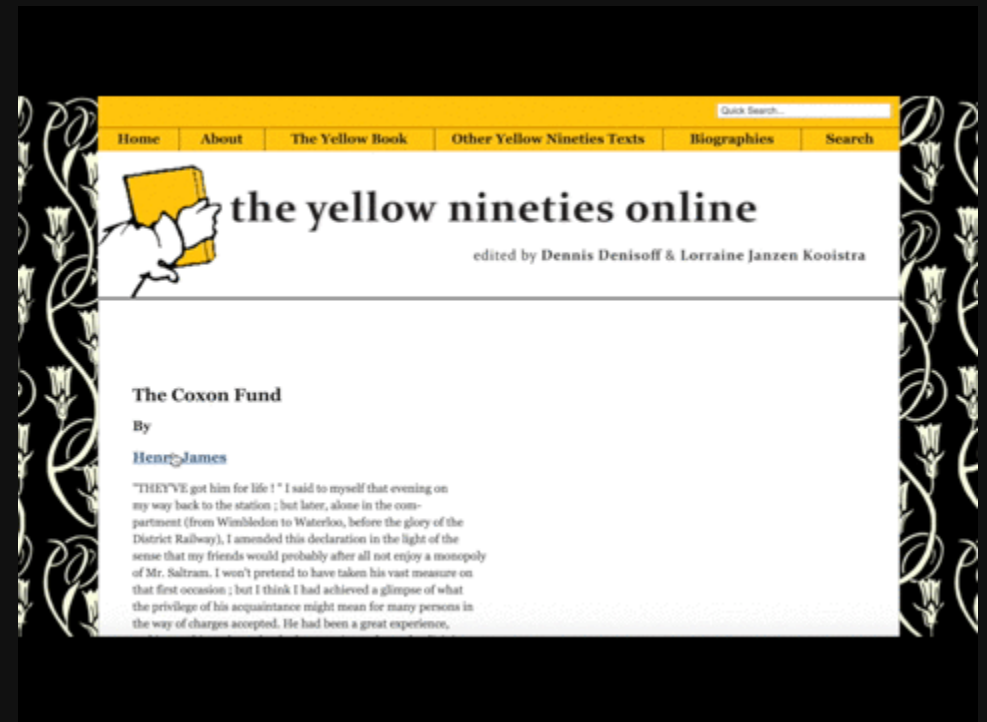 Quick Search...
Home About The Yellow Book Other Yellow Nineties Texts Biographies Search
the yellow nineties online
edited by Dennis Denisoff & Lorraine Janzen Kooistra
The Coxon Fund
By
Henry James
"THEY'VE got him for life ! " I said to myself that evening on
my way back to the station ; but later, alone in the com-
partment (from Wimbledon to Waterloo, before the glory of the
District Railway), I amended this declaration in the light of the
sense that my friends would probably after all not enjoy a monopoly
of Mr. Saltram. I won't pretend to have taken his vast measure on
that first occasion ; but I think I had achieved a glimpse of what
the privilege of his acquaintance might mean for many persons in
the way of charges accepted. He had been a great experience,